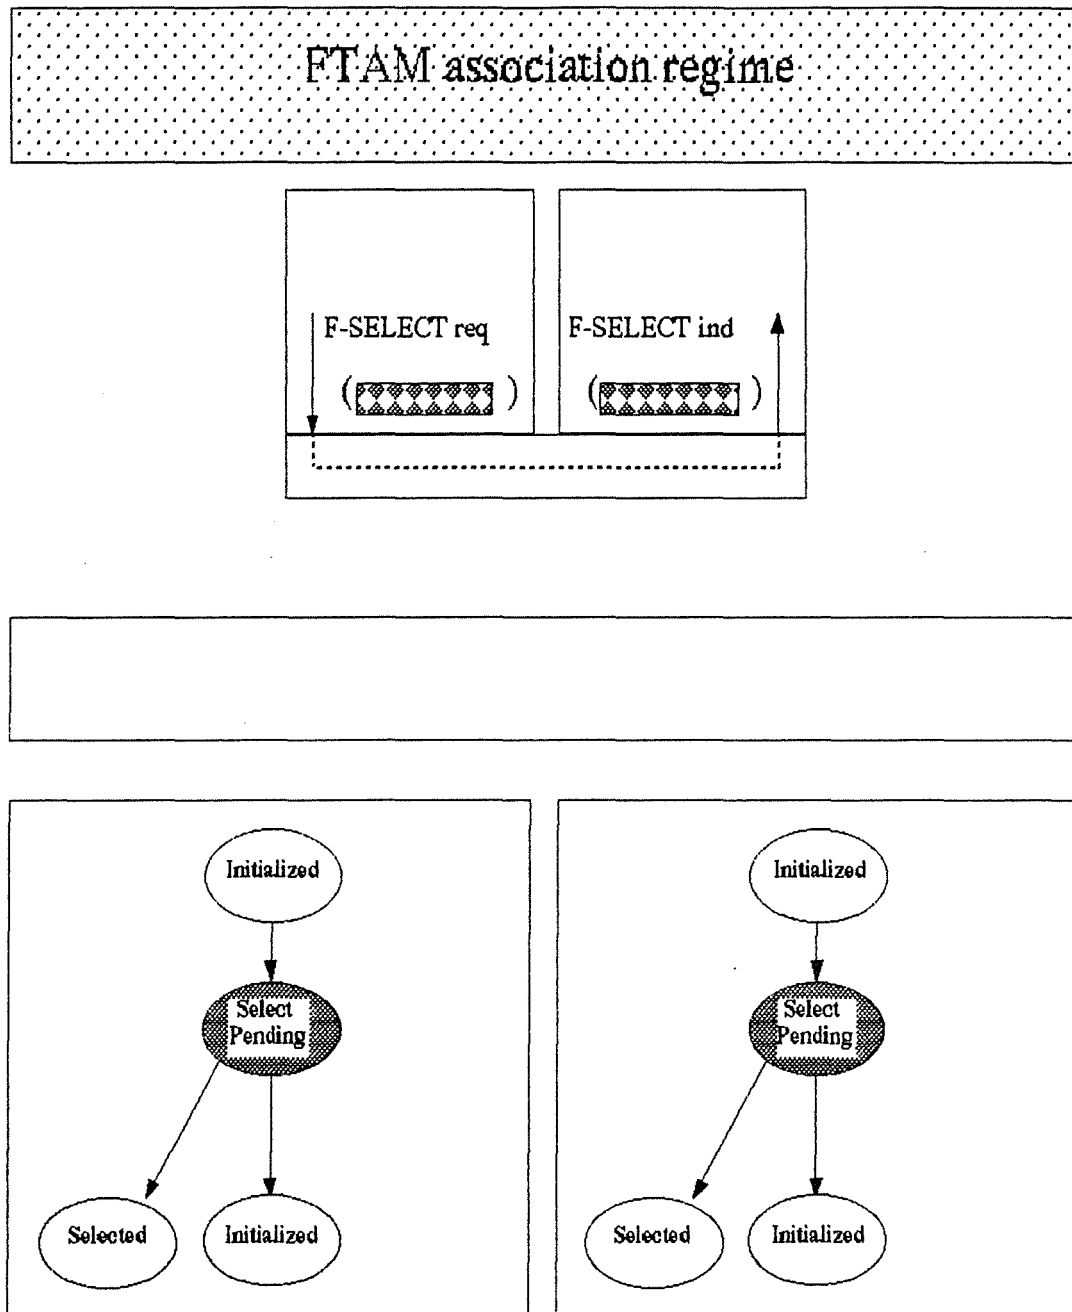 FTAM association regime
F-SELECT req
F-SELECT ind
( )
( )
Initialized
Select
Pending
Selected
Initialized
Initialized
Select
Pending
Selected
Initialized